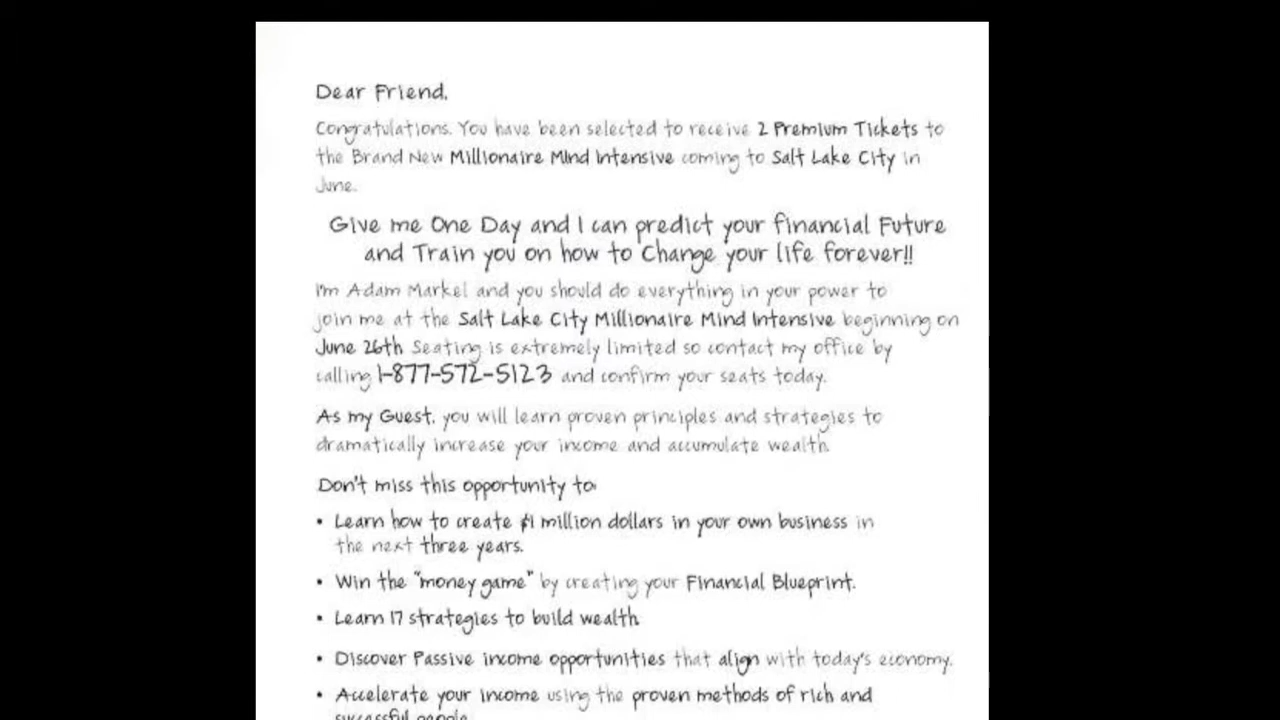 Dear Friend,
Congratulations. You have been selected to receive 2 Premium Tickets to
the Brand New Millionaire Mind Intensive coming to Salt Lake City in
June.
Give me One Day and I can predict your financial Future
and Train you on how to Change your life forever!!
I'm Adam Markel and you should do everything in your power to
join me at the Salt Lake City Millionaire Mind Intensive beginning on
June 26th Seating is extremely limited so contact my office by
calling 1-877-572-5123 and confirm your seats today.
As my Guest, you will learn proven principles and strategies to
dramatically increase your income and accumulate wealth.
Don't miss this opportunity to:
• Learn how to create $1 million dollars in your own business in
the next three years.
• Win the "money game" by creating your Financial Blueprint.
• Learn 17 strategies to build wealth
• Discover Passive income opportunities that align with today's economy.
• Accelerate your income using the proven methods of rich and
successful people